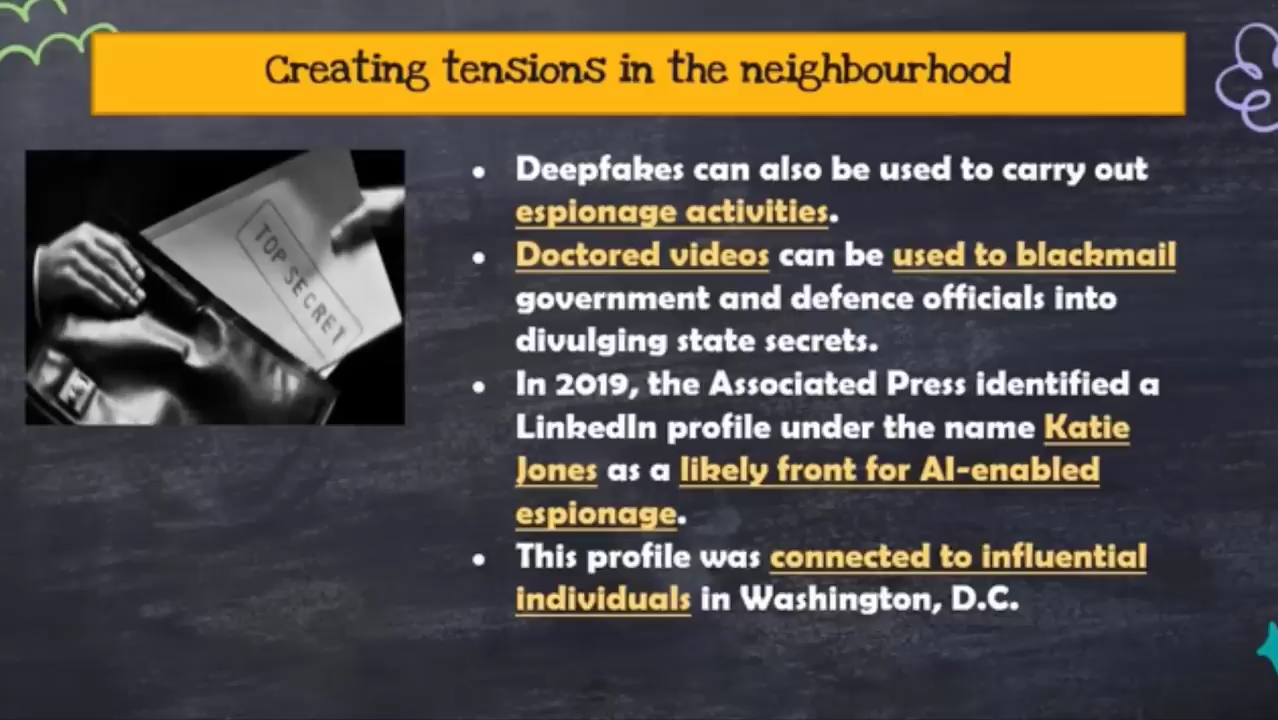 Creating tensions in the neighbourhood
TOP SECRET
• Deepfakes can also be used to carry out
espionage activities.
• Doctored videos can be used to blackmail
government and defence officials into
divulging state secrets.
• In 2019, the Associated Press identified a
LinkedIn profile under the name Katie
Jones as a likely front for AI-enabled
espionage.
• This profile was connected to influential
individuals in Washington, D.C.